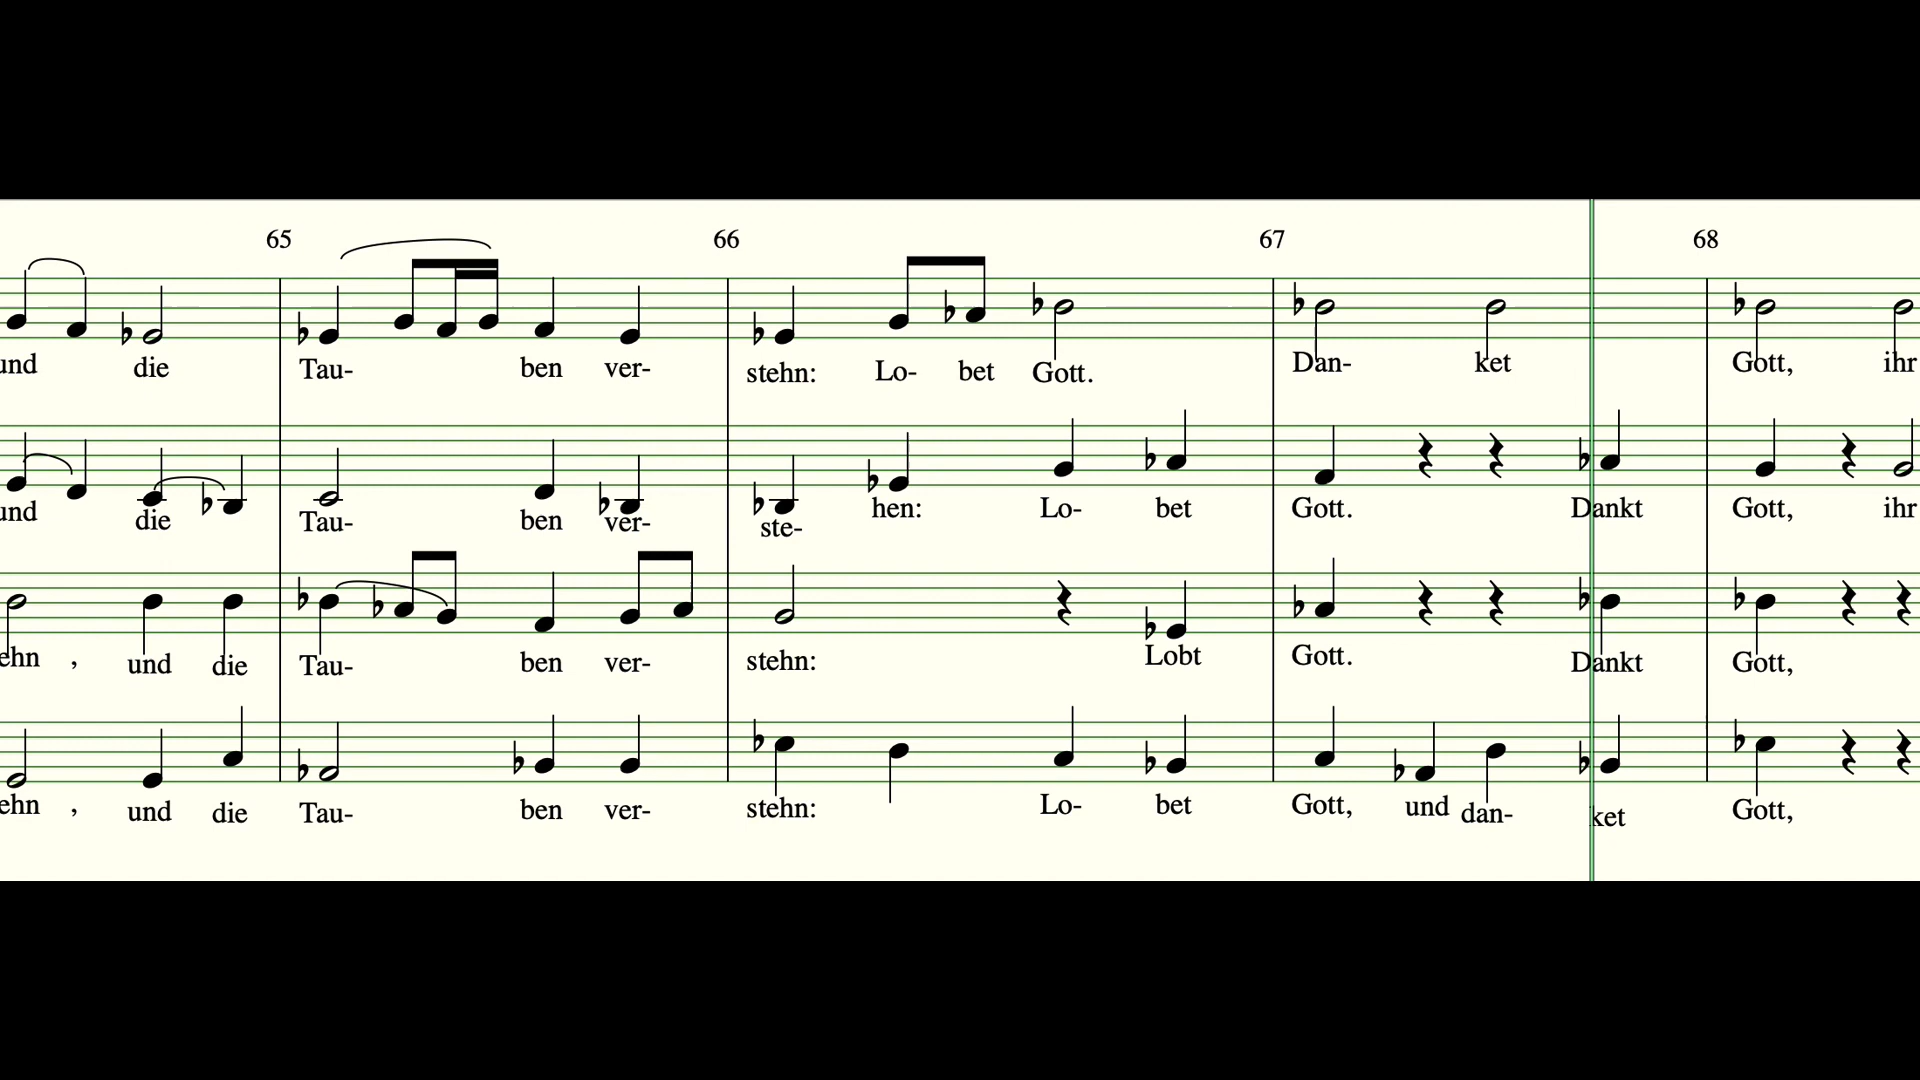 65 66 67 68
und die Tau- ben ver- stehn: Lo- bet Gott. Dan- ket Gott, ihr
und die Tau- ben ver- ste- hen: Lo- bet Gott. Dankt Gott, ihr
ehn , und die Tau- ben ver- stehn: Lobt Gott. Dankt Gott,
ehn , und die Tau- ben ver- stehn: Lo- bet Gott, und dan- ket Gott,